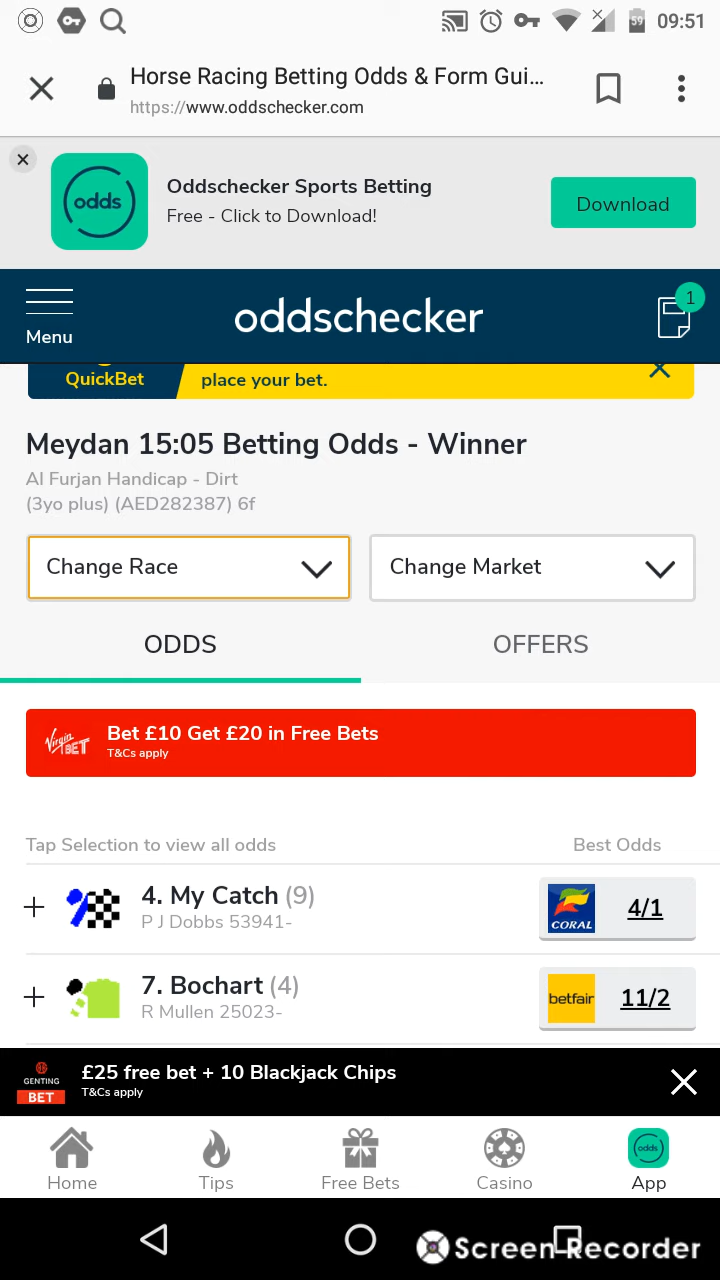 59 09:51
Horse Racing Betting Odds & Form Gui...
https://www.oddschecker.com
odds
Oddschecker Sports Betting
Free - Click to Download!
Download
Menu
oddschecker
1
QuickBet
place your bet.
Meydan 15:05 Betting Odds - Winner
Al Furjan Handicap - Dirt
(3yo plus) (AED282387) 6f
Change Race
Change Market
ODDS
OFFERS
Virgin BET
Bet £10 Get £20 in Free Bets
T&Cs apply
Tap Selection to view all odds
Best Odds
4. My Catch (9)
P J Dobbs 53941-
CORAL
4/1
7. Bochart (4)
R Mullen 25023-
betfair
11/2
GENTING
BET
£25 free bet + 10 Blackjack Chips
T&Cs apply
Home
Tips
Free Bets
Casino
odds
App
Screen Recorder